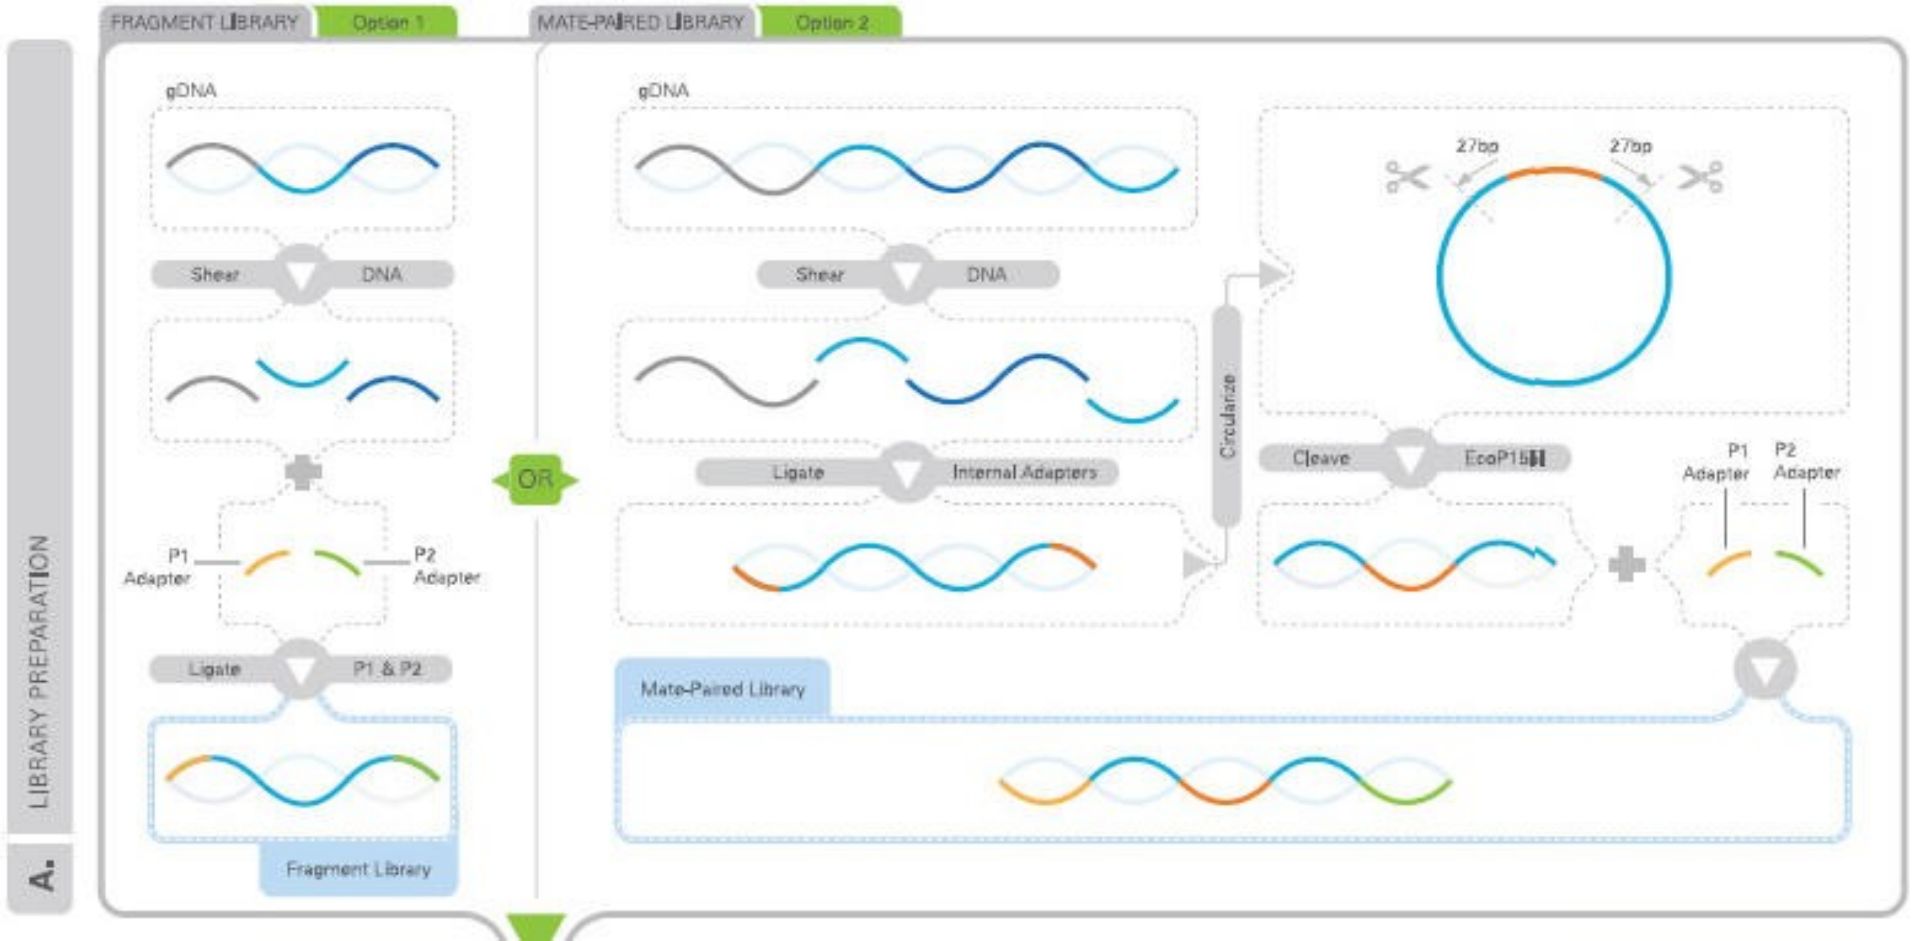 FRAGMENT LIBRARY
Option 1
MATE-PAIRED LIBRARY
Option 2
A. LIBRARY PREPARATION
gDNA
Shear
DNA
P1
Adapter
P2
Adapter
Ligate
P1 & P2
Fragment Library
OR
gDNA
Shear
DNA
Ligate
Internal Adapters
Circularize
27bp
27bp
Cleave
P1
Adapter
P2
Adapter
Mate-Paired Library